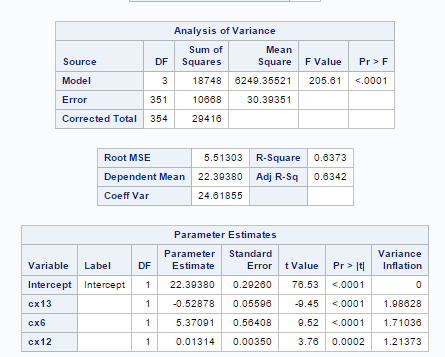 Analysis of Variance
Source DF Sum of Squares Mean Square F Value Pr > F
Model 3 18748 6249.35521 205.61 <.0001
Error 351 10668 30.39351
Corrected Total 354 29416
Root MSE 5.51303 R-Square 0.6373
Dependent Mean 22.39380 Adj R-Sq 0.6342
Coeff Var 24.61855
Parameter Estimates
Variable Label DF Parameter Estimate Standard Error t Value Pr > |t| Variance Inflation
Intercept Intercept 1 22.39380 0.29260 76.53 <.0001 0
cx13 1 -0.52878 0.05596 -9.45 <.0001 1.98628
cx6 1 5.37091 0.56408 9.52 <.0001 1.71036
cx12 1 0.01314 0.00350 3.76 0.0002 1.21373